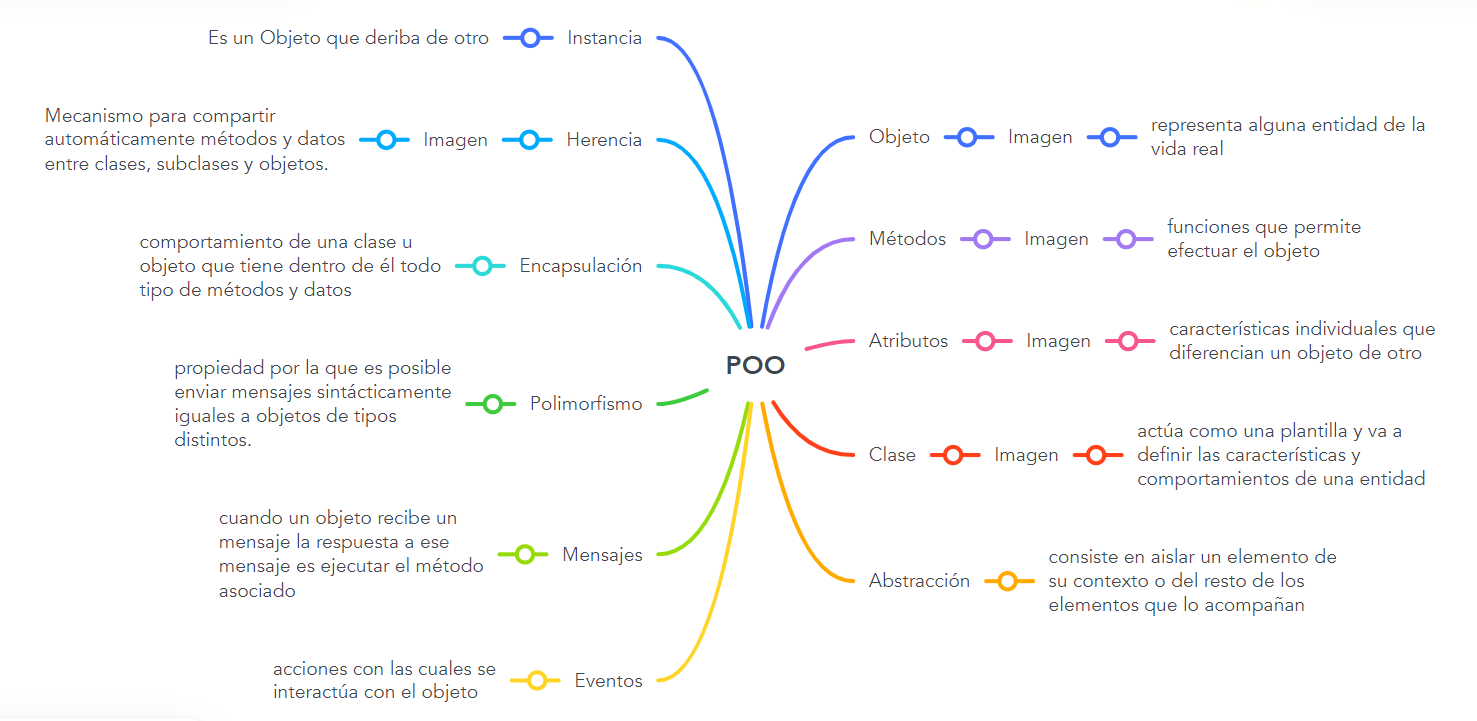 POO
Objeto
Imagen
representa alguna entidad de la
vida real
Métodos
Imagen
funciones que permite
efectuar el objeto
Atributos
Imagen
características individuales que
diferencian un objeto de otro
Clase
Imagen
actúa como una plantilla y va a
definir las características y
comportamientos de una entidad
Abstracción
consiste en aislar un elemento de
su contexto o del resto de los
elementos que lo acompañan
Instancia
Es un Objeto que deriba de otro
Herencia
Imagen
Mecanismo para compartir
automáticamente métodos y datos
entre clases, subclases y objetos.
Encapsulación
comportamiento de una clase u
objeto que tiene dentro de él todo
tipo de métodos y datos
Polimorfismo
propiedad por la que es posible
enviar mensajes sintácticamente
iguales a objetos de tipos
distintos.
Mensajes
cuando un objeto recibe un
mensaje la respuesta a ese
mensaje es ejecutar el método
asociado
Eventos
acciones con las cuales se
interactúa con el objeto